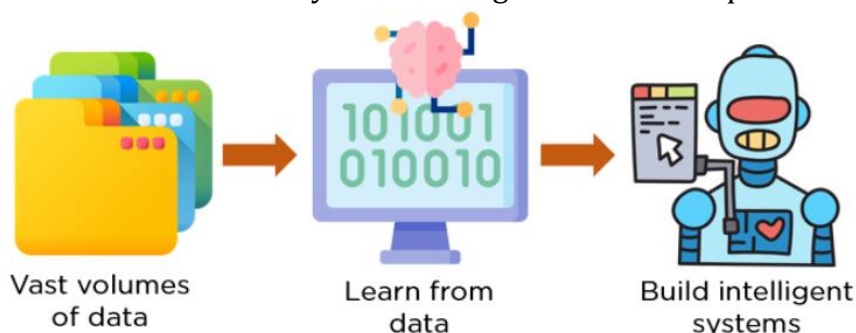 101001
010010
Vast volumes
of data
Learn from
data
Build intelligent
systems